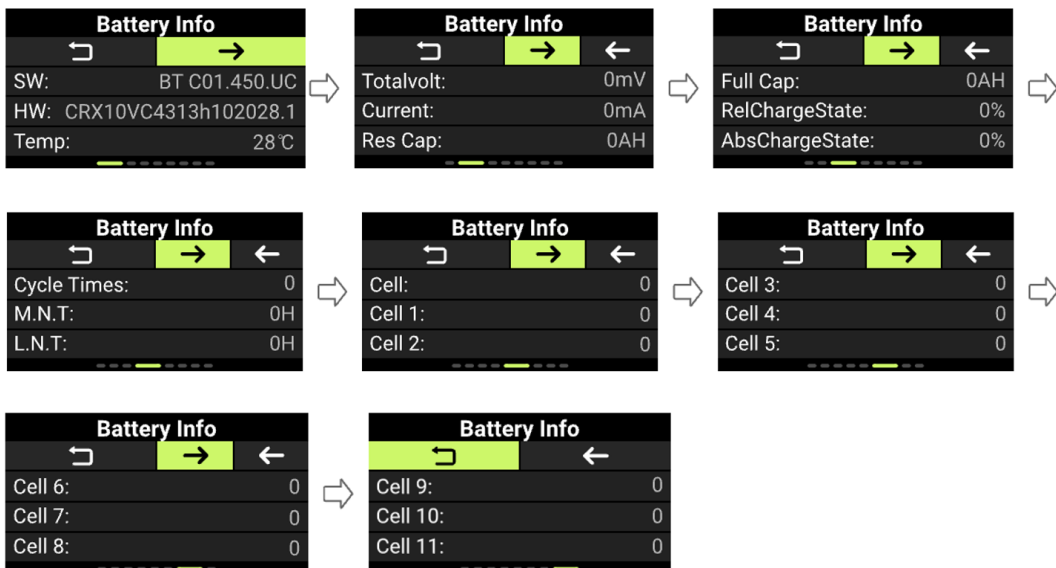 Battery Info
SW: BT C01.450.UC
HW: CRX10VC4313h102028.1
Temp: 28℃
Battery Info
Totalvolt: 0mV
Current: 0mA
Res Cap: 0AH
Battery Info
Full Cap: 0AH
RelChargeState: 0%
AbsChargeState: 0%
Battery Info
Cycle Times: 0
M.N.T: 0H
L.N.T: 0H
Battery Info
Cell: 0
Cell 1: 0
Cell 2: 0
Battery Info
Cell 3: 0
Cell 4: 0
Cell 5: 0
Battery Info
Cell 6: 0
Cell 7: 0
Cell 8: 0
Battery Info
Cell 9: 0
Cell 10: 0
Cell 11: 0